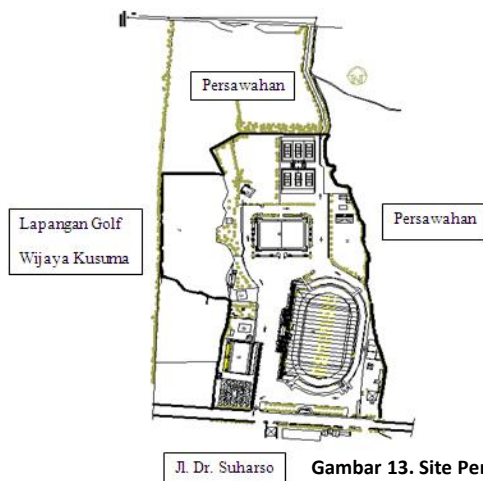 Persawahan
Lapangan Golf
Wijaya Kusuma
Persawahan
Jl. Dr. Suharso
Gambar 13. Site Per